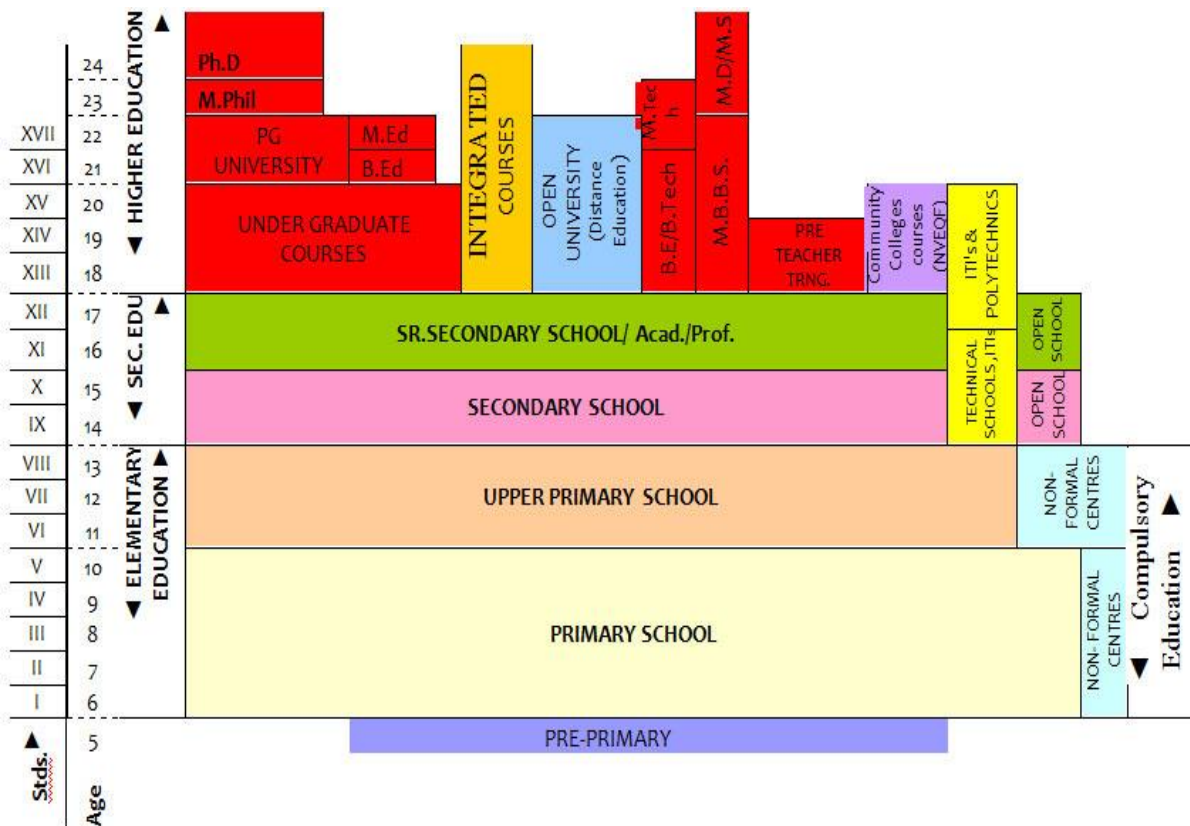 24
23
XVII
22
XVI
21
XV
20
XIV
19
XIII
18
XII
17
XI
16
X
15
IX
14
VIII
13
VII
12
VI
11
V
10
IV
9
III
8
II
7
I
6
5
Stds.
Age
HIGHER EDUCATION
SEC. EDU
ELEMENTARY
EDUCATION
Ph.D
M.Phil
PG
UNIVERSITY
M.Ed
B.Ed
UNDER GRADUATE
COURSES
INTEGRATED
COURSES
OPEN
UNIVERSITY
(Distance
Education)
M.Tec
h
B.E/B.Tech
M.D/M.S
M.B.B.S.
PRE
TEACHER
TRNG.
Community
Colleges
courses
(NVEQF)
ITI's &
POLYTECHNICS
SR.SECONDARY SCHOOL/ Acad./Prof.
TECHNICAL
SCHOOLS ,ITIs
OPEN
SCHOOL
SECONDARY SCHOOL
OPEN
SCHOOL
UPPER PRIMARY SCHOOL
NON-
FORMAL
CENTRES
PRIMARY SCHOOL
NON- FORMAL
CENTRES
Compulsory
Education
PRE-PRIMARY